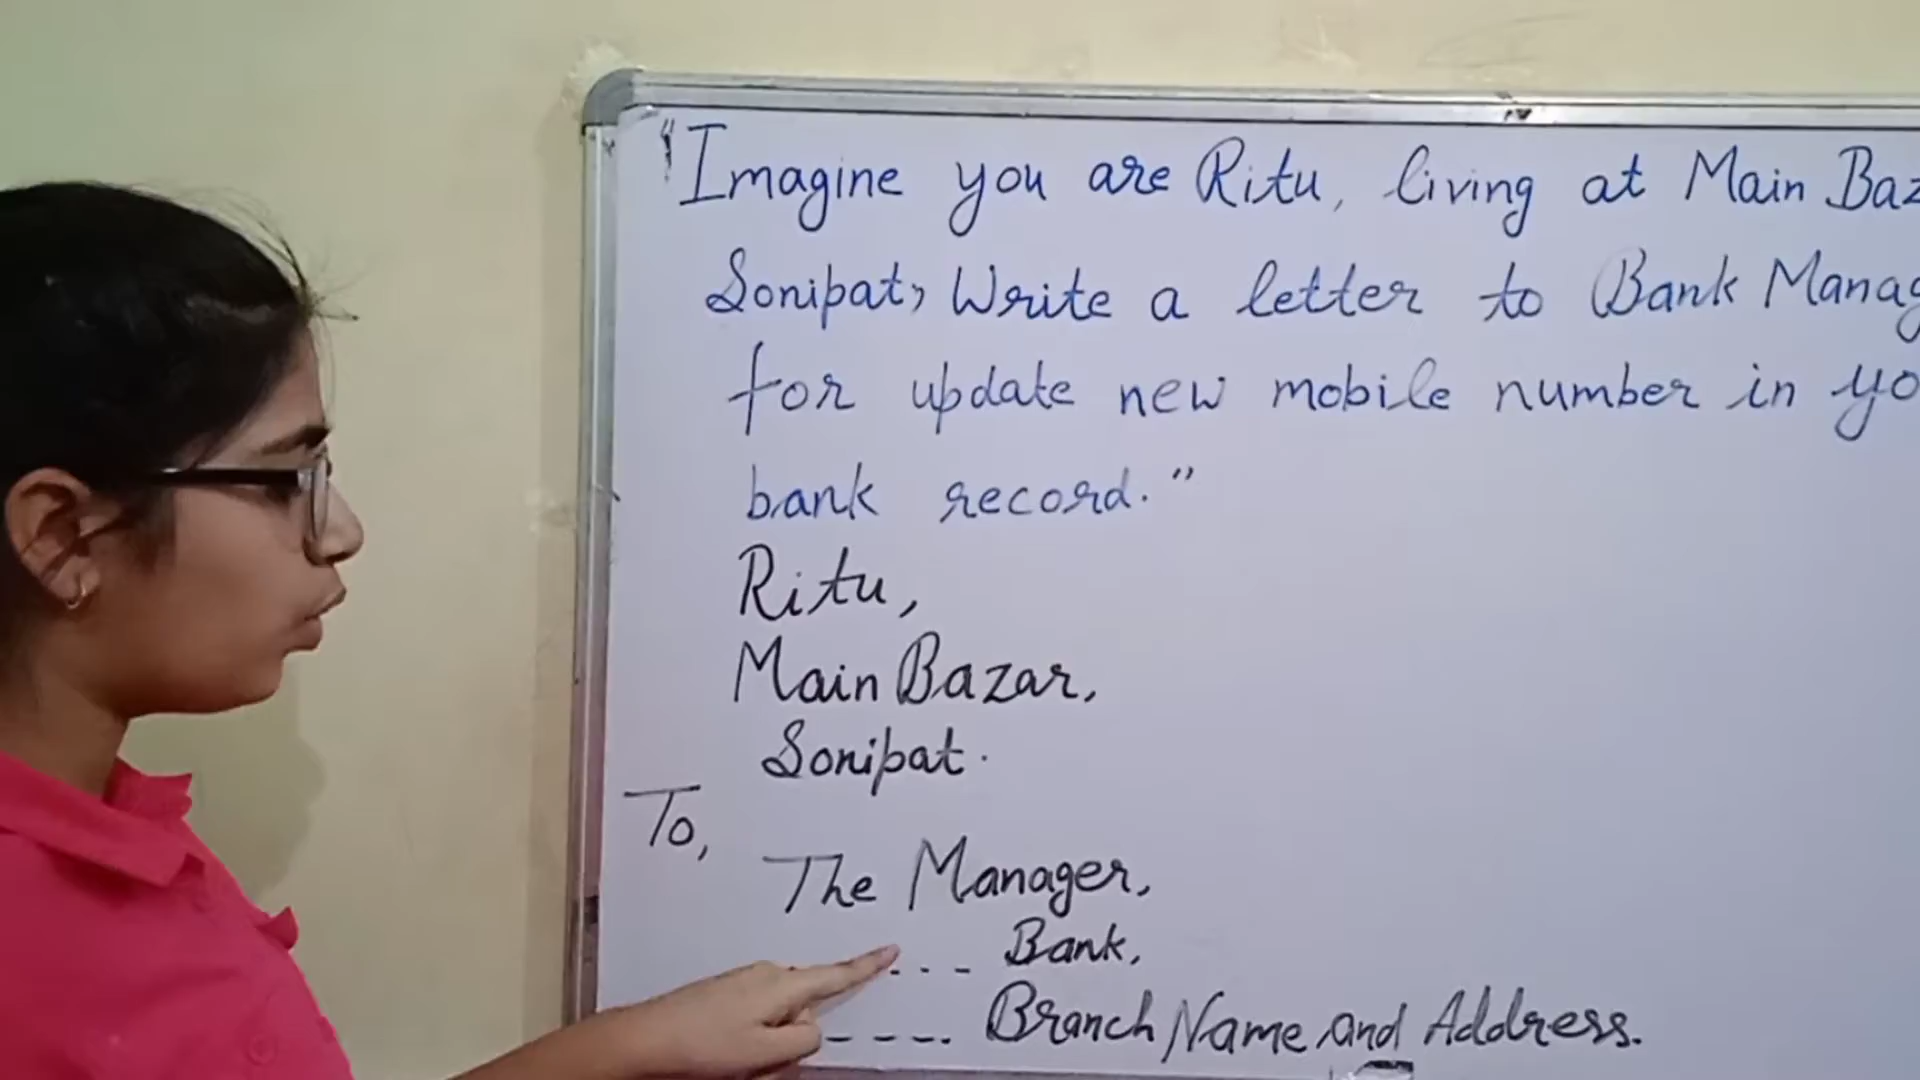 "Imagine you are Ritu, living at Main Baz
Sonipat, Write a letter to Bank Manag
for update new mobile number in yo
bank record."
Ritu,
Main Bazar,
Sonipat.
To,
The Manager,
... - Bank,
- - - -. Branch Name and Address.